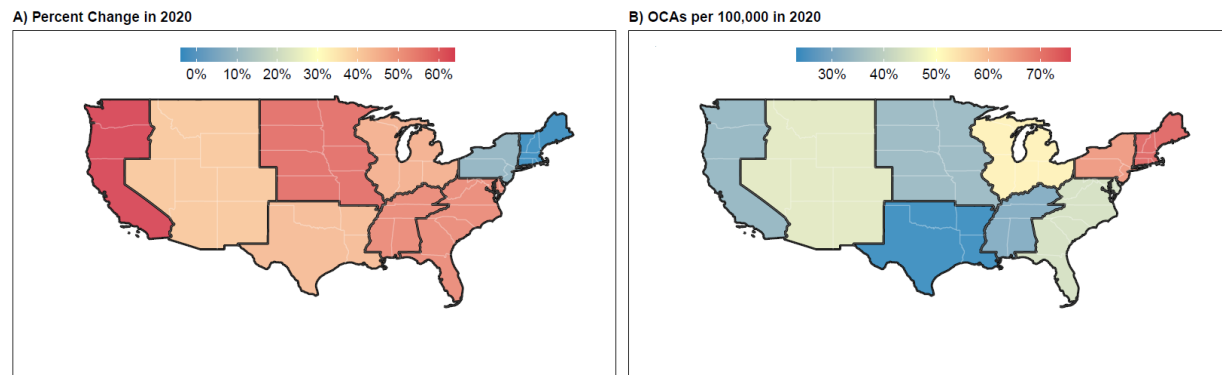 A) Percent Change in 2020
0% 10% 20% 30% 40% 50% 60%
B) OCAs per 100,000 in 2020
30% 40% 50% 60% 70%